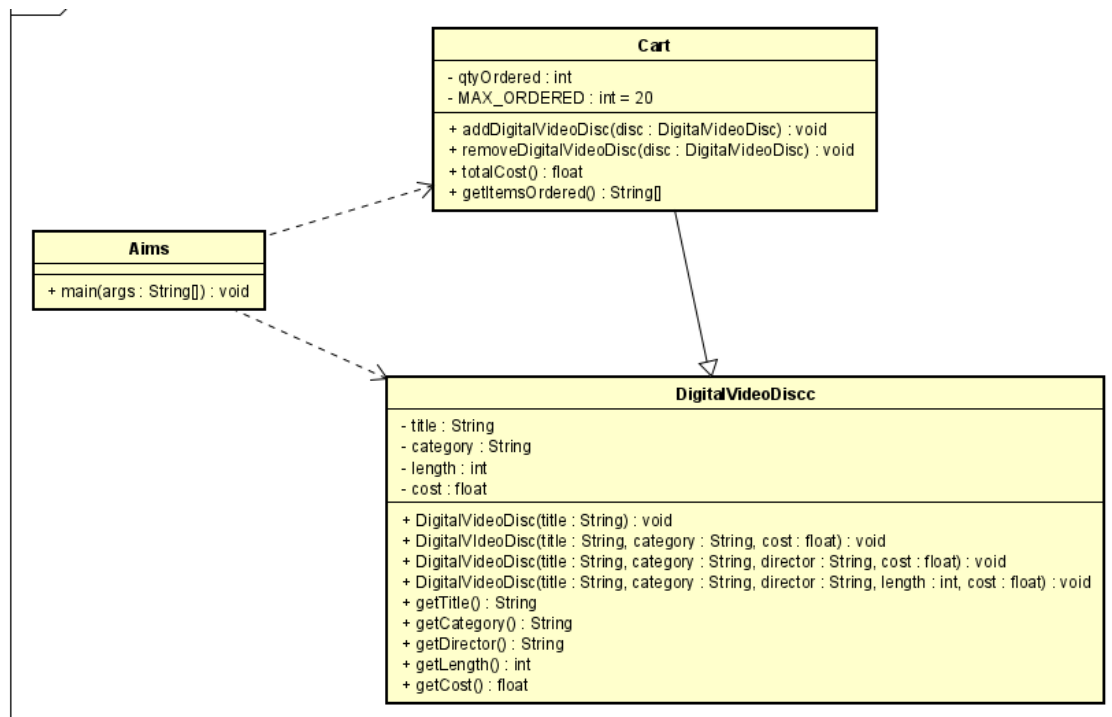 Cart
- qtyOrdered : int
- MAX_ORDERED : int = 20
+ addDigitalVideoDisc(disc : DigitalVideoDisc) : void
+ removeDigitalVideoDisc(disc : DigitalVideoDisc) : void
+ totalCost() : float
+ getItemsOrdered() : String[]
Aims
+ main(args : String[]) : void
DigitalVideoDiscc
- title : String
- category : String
- length : int
- cost : float
+ DigitalVideoDisc(title : String) : void
+ DigitalVIdeoDisc(title : String, category : String, cost : float) : void
+ DigitalVideoDisc(title : String, category : String, director : String, cost : float) : void
+ DigitalVideoDisc(title : String, category : String, director : String, length : int, cost : float) : void
+ getTitle() : String
+ getCategory() : String
+ getDirector() : String
+ getLength() : int
+ getCost() : float